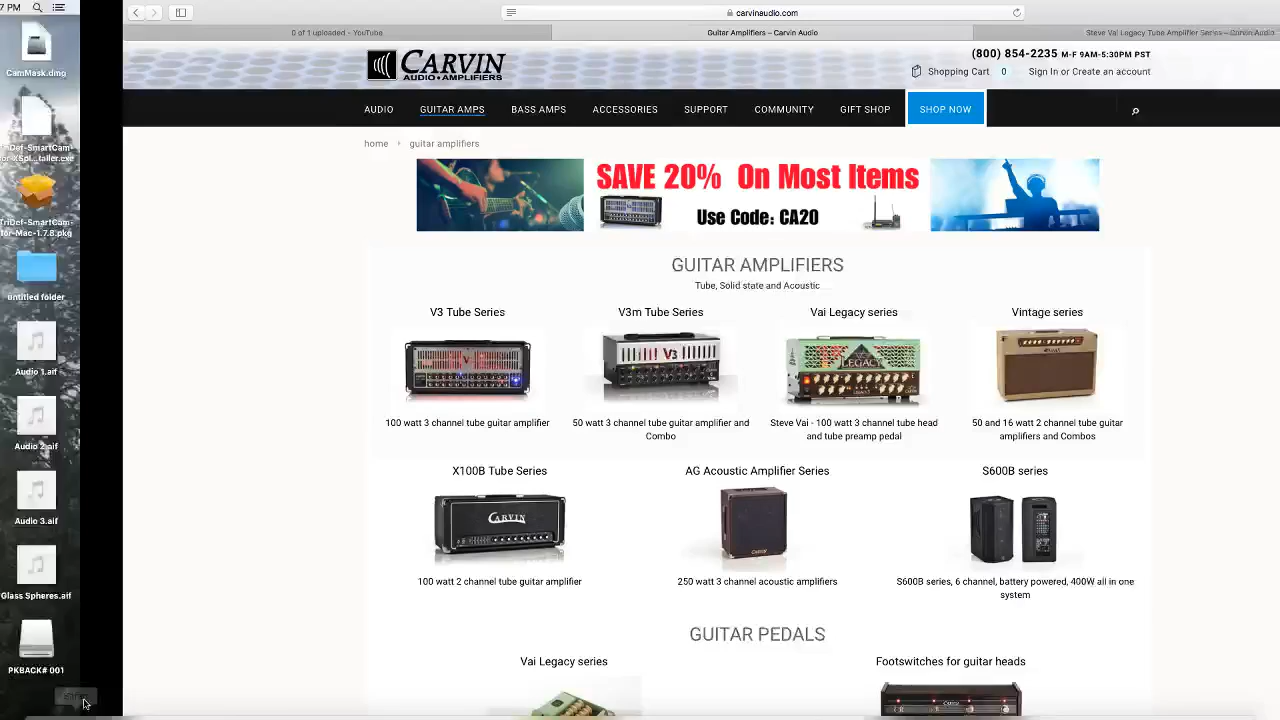 7 PM
CamMask.dmg
for-XSpl...taller.exe
TriDef-SmartCam-
for-Mac-1.7.8.pkg
untitled folder
Audio 1.aif
Audio 2.aif
Audio 3.aif
Glass Spheres.aif
PKBACK# 001
carvinaudio.com
0 of 1 uploaded - YouTube
Guitar Amplifiers – Carvin Audio
Steve Vai Legacy Tube Amplifier Series – Carvin Audio
CARVIN
AUDIO•AMPLIFIERS
(800) 854-2235 M-F 9AM-5:30PM PST
Shopping Cart 0 Sign In or Create an account
AUDIO GUITAR AMPS BASS AMPS ACCESSORIES SUPPORT COMMUNITY GIFT SHOP SHOP NOW
home › guitar amplifiers
SAVE 20% On Most Items
Use Code: CA20
GUITAR AMPLIFIERS
Tube, Solid state and Acoustic
V3 Tube Series V3m Tube Series Vai Legacy series Vintage series
V3
LEGACY
100 watt 3 channel tube guitar amplifier
50 watt 3 channel tube guitar amplifier and
Combo
Steve Vai - 100 watt 3 channel tube head
and tube preamp pedal
50 and 16 watt 2 channel tube guitar
amplifiers and Combos
X100B Tube Series AG Acoustic Amplifier Series S600B series
CARVIN
100 watt 2 channel tube guitar amplifier
250 watt 3 channel acoustic amplifiers
S600B series, 6 channel, battery powered, 400W all in one
system
GUITAR PEDALS
Vai Legacy series Footswitches for guitar heads